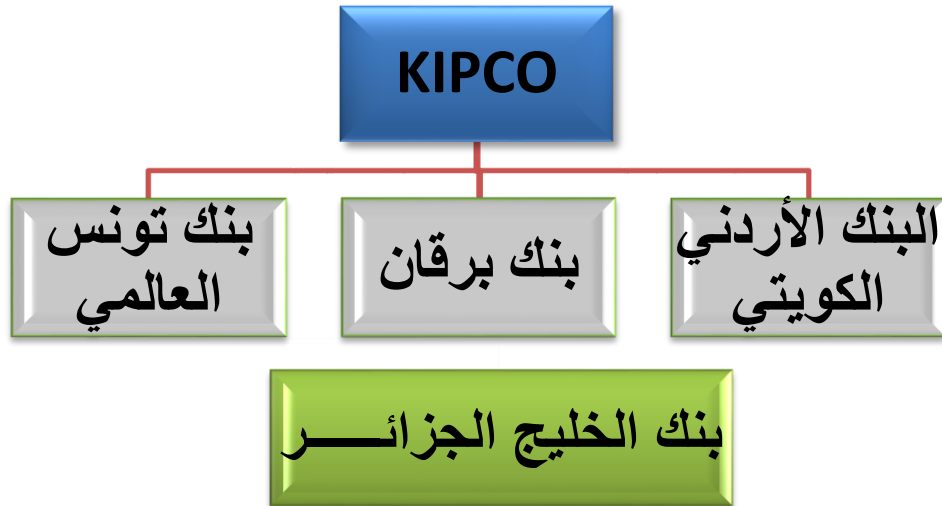 KIPCO
البنك الأردني
الكويتي
بنك برقان
بنك تونس
العالمي
بنك الخليج الجزائـــــر